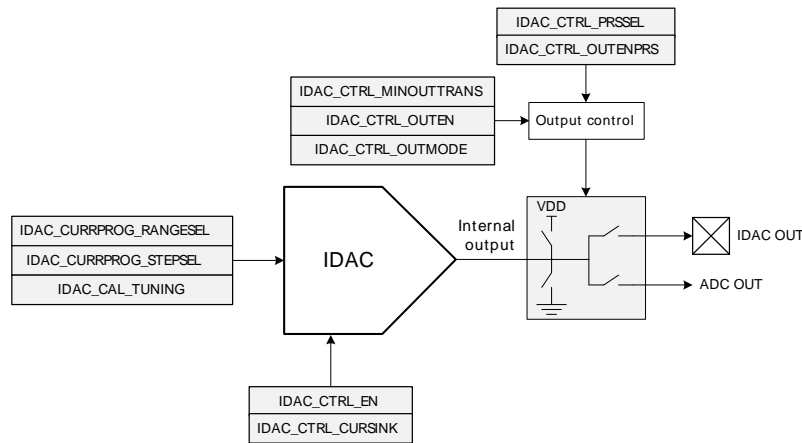 IDAC_CTRL_PRSSEL
IDAC_CTRL_OUTENPRS
IDAC_CTRL_MINOUTTRANS
IDAC_CTRL_OUTEN
IDAC_CTRL_OUTMODE
Output control
IDAC_CURRPROG_RANGESEL
IDAC_CURRPROG_STEPSEL
IDAC_CAL_TUNING
IDAC
Internal
output
VDD
IDAC OUT
ADC OUT
IDAC_CTRL_EN
IDAC_CTRL_CURSINK